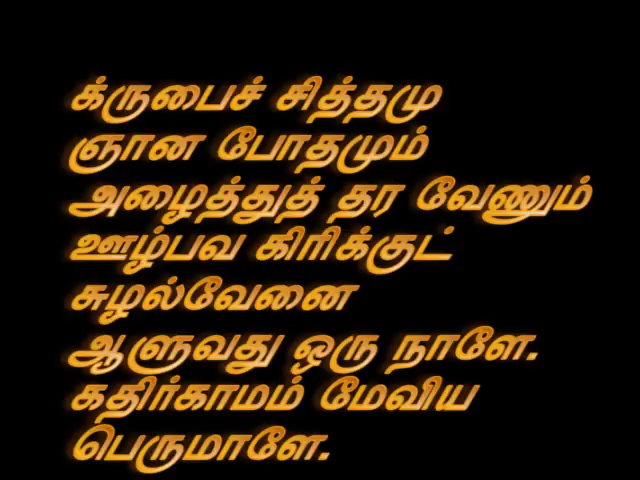 க்ருபைச் சித்தமு
ஞான போதமும்
அழைத்துத் தர வேணும்
ஊழ்பவ கிரிக்குட்
சுழல்வேனை
ஆளுவது ஒரு நாளே.
கதிர்காமம் மேவிய
பெருமாளே.